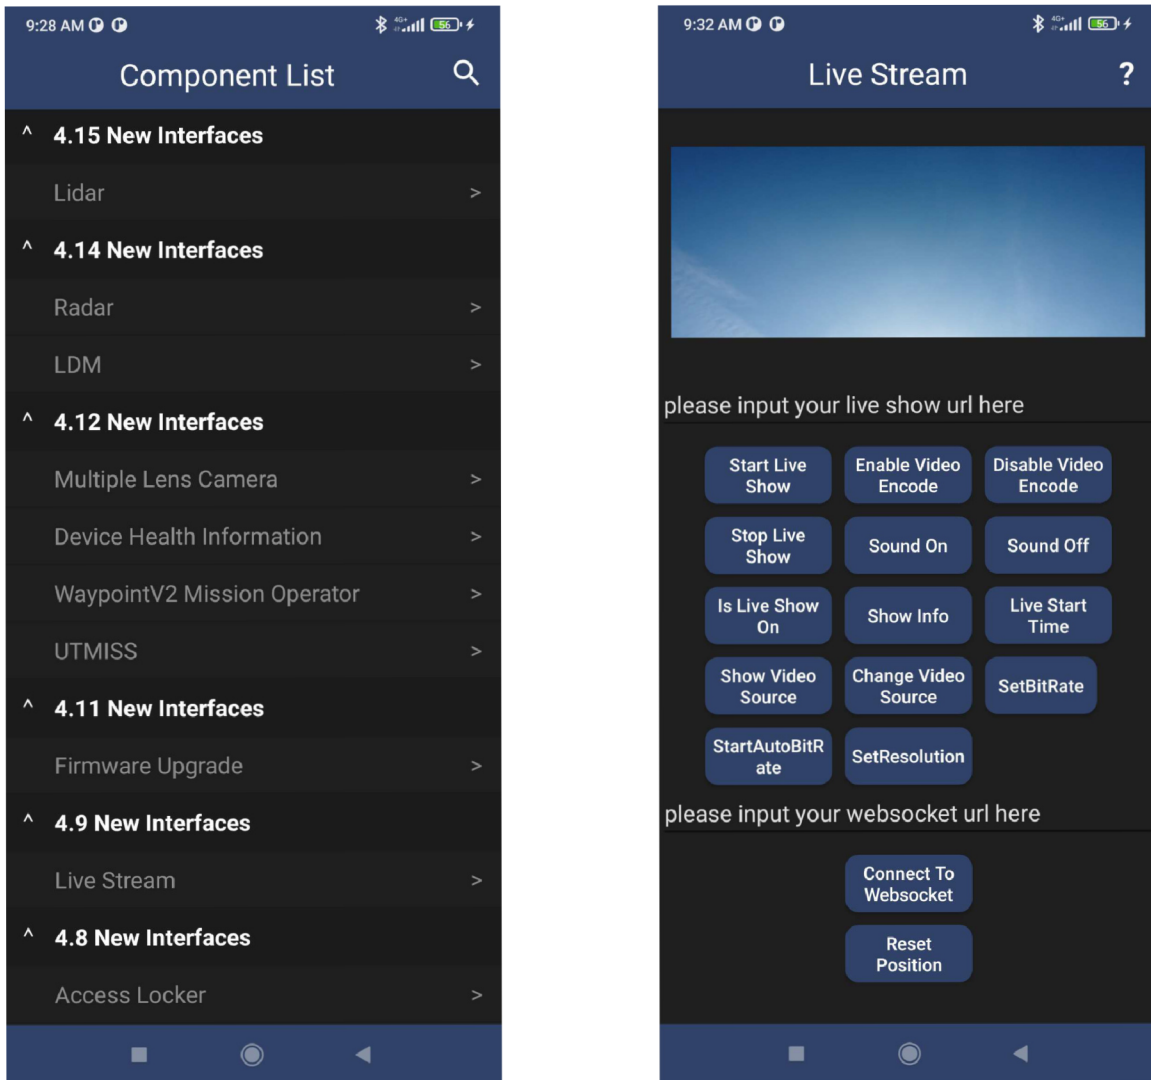 9:28 AM
4G+
56
Component List
^ 4.15 New Interfaces
Lidar >
^ 4.14 New Interfaces
Radar >
LDM >
^ 4.12 New Interfaces
Multiple Lens Camera >
Device Health Information >
WaypointV2 Mission Operator >
UTMISS >
^ 4.11 New Interfaces
Firmware Upgrade >
^ 4.9 New Interfaces
Live Stream >
^ 4.8 New Interfaces
Access Locker >
9:32 AM
4G+
56
Live Stream ?
please input your live show url here
Start Live
Show
Enable Video
Encode
Disable Video
Encode
Stop Live
Show
Sound On
Sound Off
Is Live Show
On
Show Info
Live Start
Time
Show Video
Source
Change Video
Source
SetBitRate
StartAutoBitR
ate
SetResolution
please input your websocket url here
Connect To
Websocket
Reset
Position